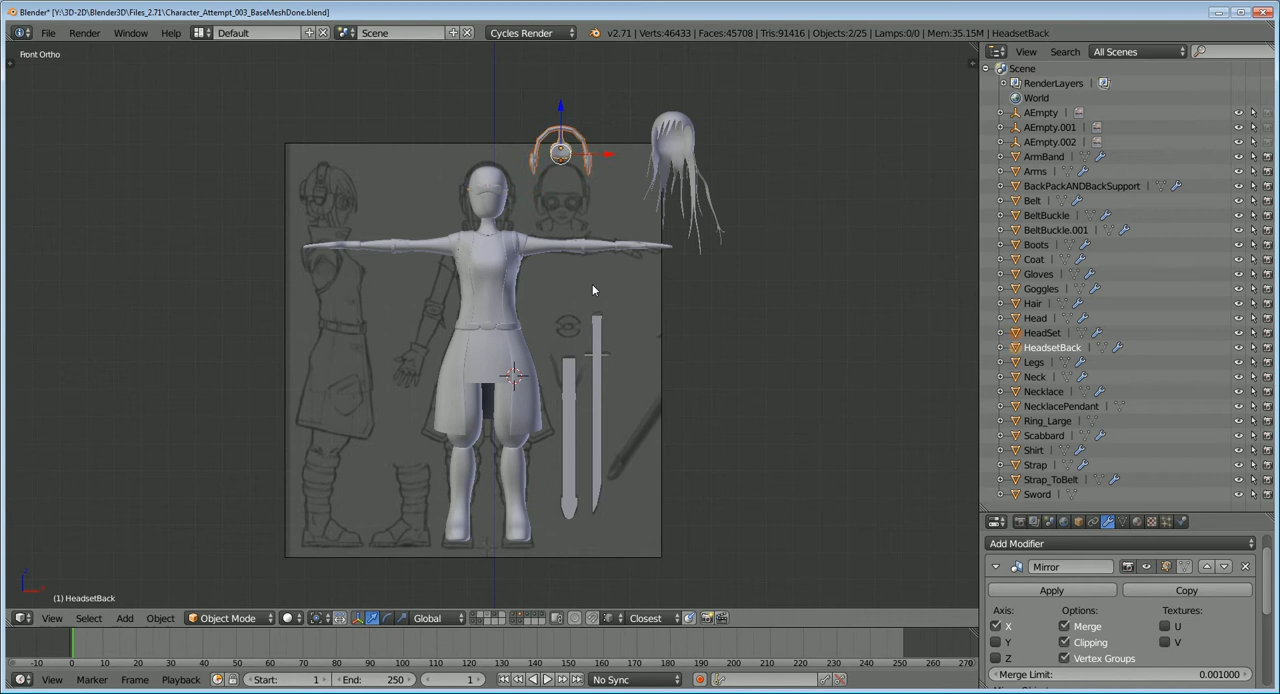 Blender* [Y:\3D-2D\Blender3D\Files_2.71\Character_Attempt_003_BaseMeshDone.blend]
File Render Window Help Default Scene Cycles Render v2.71 | Verts:46433 | Faces:45708 | Tris:91416 | Objects:2/25 | Lamps:0/0 | Mem:35.15M | HeadsetBack
Front Ortho
View Search All Scenes
Scene
RenderLayers
World
AEmpty
AEmpty.001
AEmpty.002
ArmBand
Arms
BackPackANDBackSupport
Belt
BeltBuckle
BeltBuckle.001
Boots
Coat
Gloves
Goggles
Hair
Head
HeadSet
HeadsetBack
Legs
Neck
Necklace
NecklacePendant
Ring_Large
Scabbard
Shirt
Strap
Strap_ToBelt
Sword
Add Modifier
Mirror
Apply Copy
Axis: Options: Textures:
X Merge U
Y Clipping V
Z Vertex Groups
Merge Limit: 0.001000
(1) HeadsetBack
View Select Add Object Object Mode Global Closest
-10 0 10 20 30 40 50 60 70 80 90 100 110 120 130 140 150 160 170 180 190 200 210 220 230 240 250 260 270
View Marker Frame Playback Start: 1 End: 250 1 No Sync